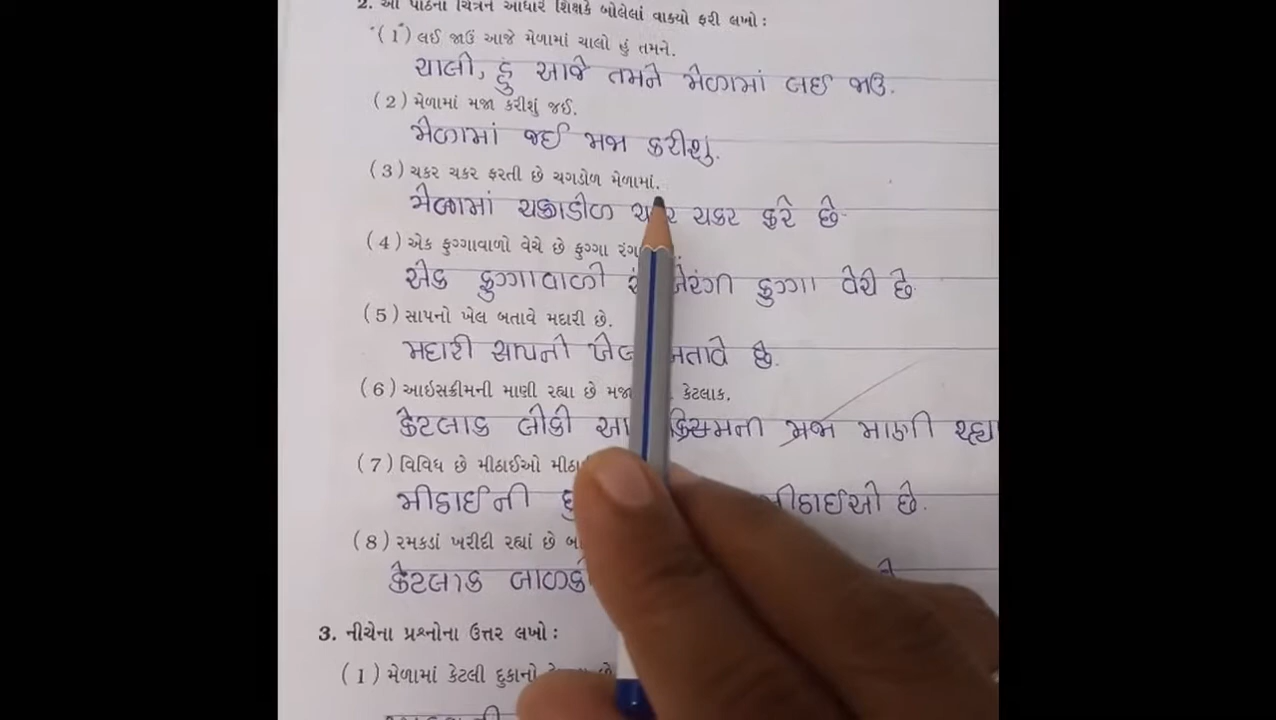 2. આ પાઠના ચિત્રને આધારે શિક્ષકે બોલેલાં વાક્યો ફરી લખો :
(1) લઈ જાઉં આજે મેળામાં ચાલો હું તમને.
ચાલો, હું આજે તમને મેળામાં લઈ જાઉ.
(2) મેળામાં મજા કરીશું જઈ.
મેળામાં જઈ મજા કરીશું.
(3) ચકર ચકર ફરતી છે ચગડોળ મેળામાં.
મેળામાં ચકર ફરે છે
(4) એક ફુગ્ગાવાળો વેચે છે ફુગ્ગા
એક ફુગ્ગાવાળો ફુગ્ગા વેચે છે
(5) સાપનો ખેલ બતાવે મદારી છે.
મદારી સાપનો છે.
(6) આઇસક્રીમની માણી રહ્યા છે કેટલાક.
કેટલાક લોકો મજા માણી રહ્યા
(7) વિવિધ છે મીઠાઈઓ
મીઠાઈની મીઠાઈઓ છે.
(8) રમકડાં ખરીદી રહ્યાં છે
કેટલાક
3. નીચેના પ્રશ્નોના ઉત્તર લખો :
(1) મેળામાં કેટલી દુકાનો